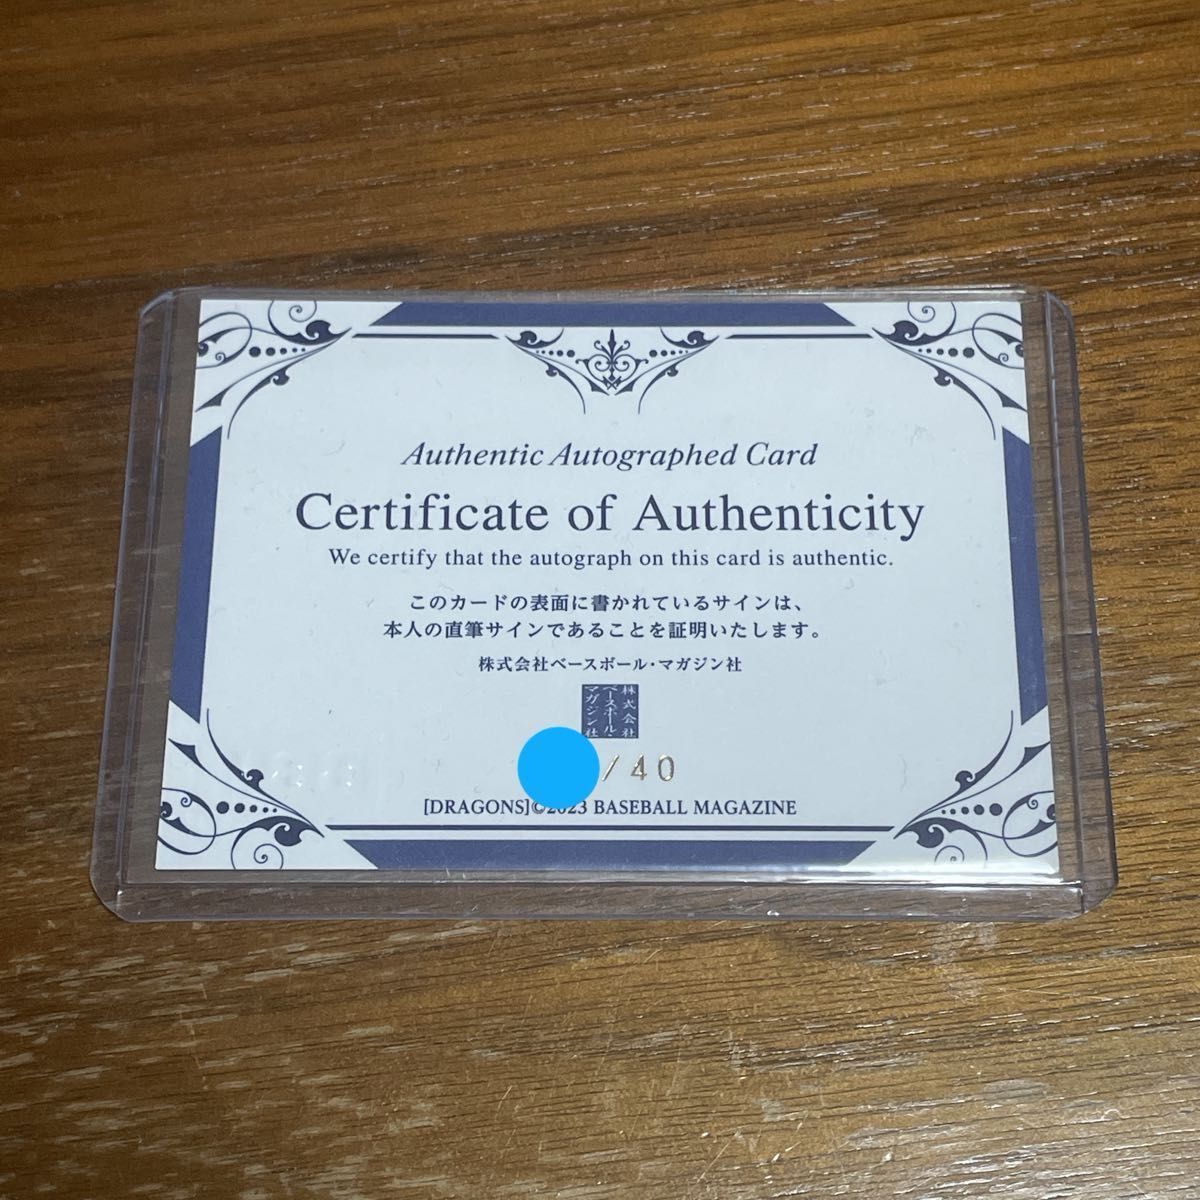 Authentic Autographed Card
Certificate of Authenticity
We certify that the autograph on this card is authentic.
このカードの表面に書かれているサインは、
本人の直筆サインであることを証明いたします。
株式会社ベースボール・マガジン社
株式会社
ベースボール・
マガジン社
/40
[DRAGONS]©2023 BASEBALL MAGAZINE